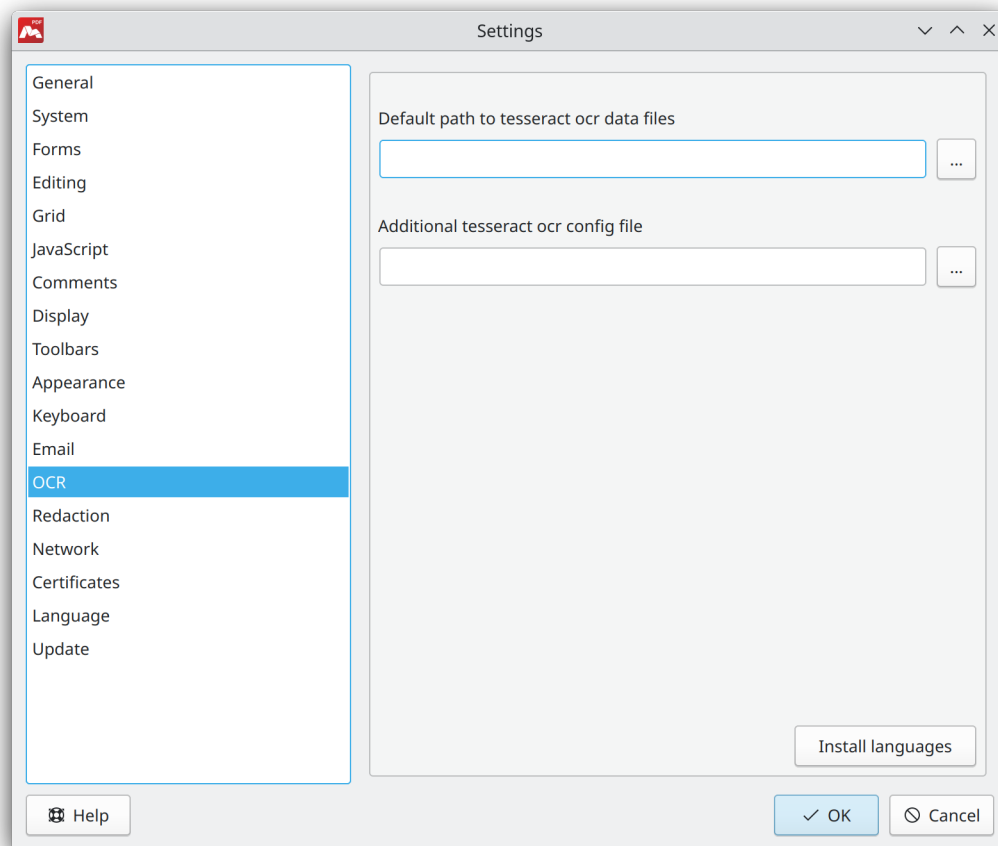 PDF
Settings
General
System
Forms
Editing
Grid
JavaScript
Comments
Display
Toolbars
Appearance
Keyboard
Email
OCR
Redaction
Network
Certificates
Language
Update
Default path to tesseract ocr data files
...
Additional tesseract ocr config file
...
Install languages
Help
OK
Cancel